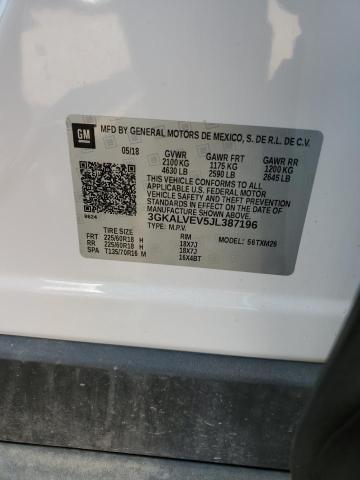 GM
MFD BY GENERAL MOTORS DE MEXICO, S. DE R.L. DE C.V.
05/18 GVWR GAWR FRT GAWR RR
2100 KG 1175 KG 1200 KG
4630 LB 2590 LB 2645 LB
THIS VEHICLE CONFORMS TO ALL
APPLICABLE U.S. FEDERAL MOTOR
VEHICLE SAFETY AND THEFT PREVENTION
STANDARDS IN EFFECT ON THE DATE OF
MANUFACTURE SHOWN ABOVE.
3GKALVEV5JL387196
8624 TYPE: M.P.V.
TIRE SIZE RIM MODEL: 56TXM26
FRT 225/60R18 H 18X7J
RR 225/60R18 H 18X7J
SPA T135/70R16 M 16X4BT